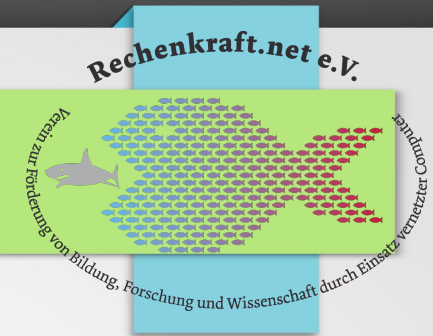 Rechenkraft.net e.V.
Verein zur Förderung von Bildung, Forschung und Wissenschaft durch Einsatz vernetzter Computer